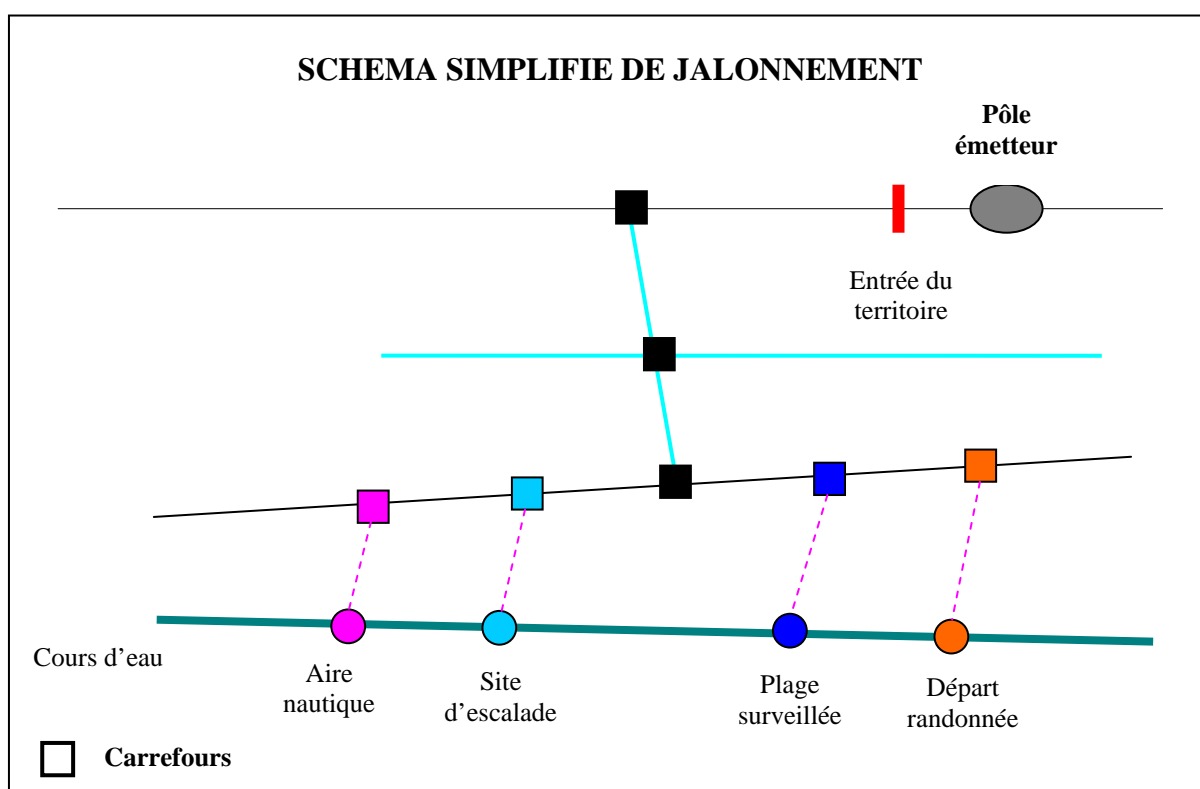 SCHEMA SIMPLIFIE DE JALONNEMENT
Pôle
émetteur
Entrée du
territoire
Cours d'eau
Aire
nautique
Site
d'escalade
Plage
surveillée
Départ
randonnée
Carrefours